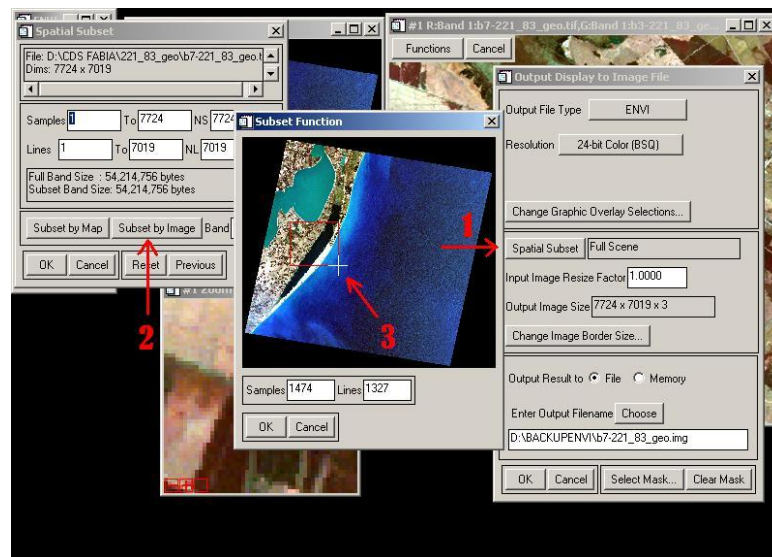 Spatial Subset
File: D:\CDS FABIA\221_83_geo\b7-221_83_geo.t
Dims: 7724 x 7019
Samples 1 To 7724 NS 7724
Lines 1 To 7019 NL 7019
Full Band Size : 54,214,756 bytes
Subset Band Size: 54,214,756 bytes
Subset by Map Subset by Image Band
OK Cancel Reset Previous
2
#1 Zoom
Subset Function
3
Samples 1474 Lines 1327
OK Cancel
#1 R:Band 1:b7-221_83_geo.tif,G:Band 1:b3-221_83_geo
Functions Cancel
1
Output Display to Image File
Output File Type ENVI
Resolution 24-bit Color (BSQ)
Change Graphic Overlay Selections...
Spatial Subset Full Scene
Input Image Resize Factor 1.0000
Output Image Size 7724 x 7019 x 3
Change Image Border Size...
Output Result to File Memory
Enter Output Filename Choose
D:\BACKUPENVI\b7-221_83_geo.img
OK Cancel Select Mask... Clear Mask